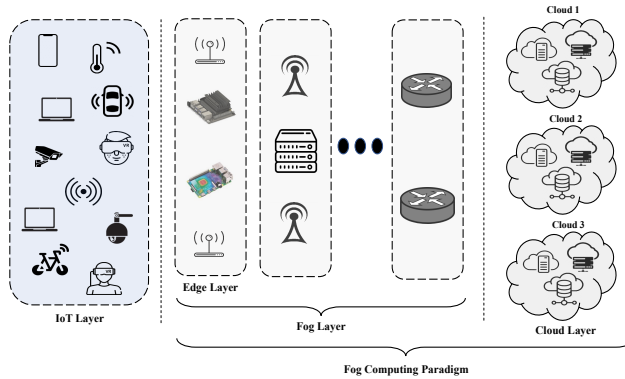 Cloud 1
VR
Cloud 2
VR
Cloud 3
Edge Layer
IoT Layer
Fog Layer
Cloud Layer
Fog Computing Paradigm